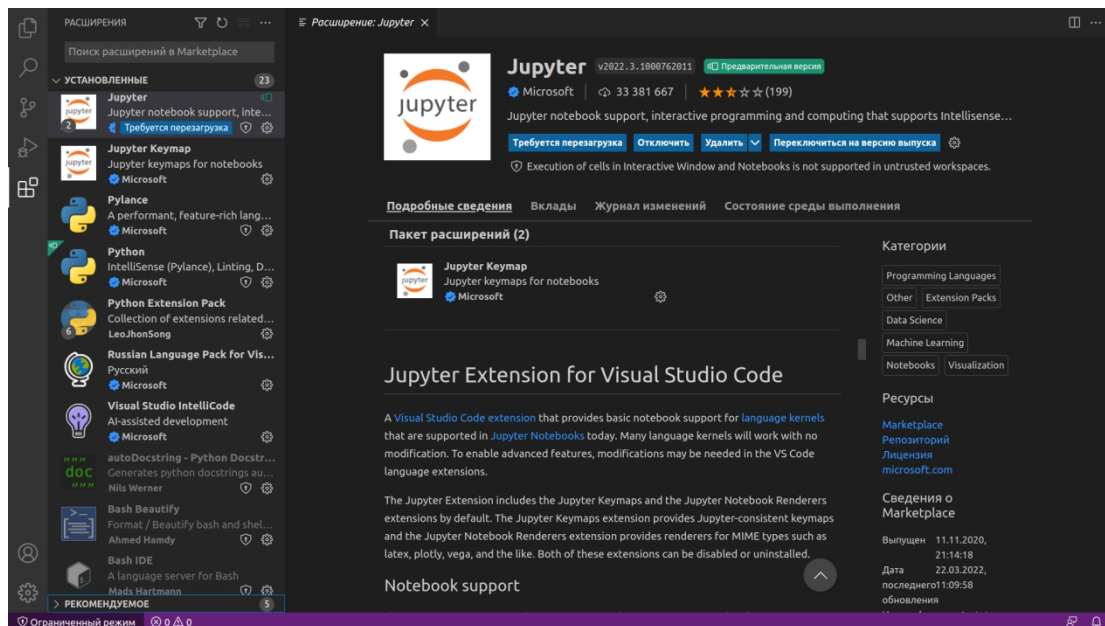 РАСШИРЕНИЯ
Поиск расширений в Marketplace
УСТАНОВЛЕННЫЕ 23
Jupyter
Jupyter notebook support, inte...
Требуется перезагрузка
jupyter
2
Jupyter Keymap
Jupyter keymaps for notebooks
Microsoft
jupyter
Pylance
A performant, feature-rich lang...
Microsoft
Python
IntelliSense (Pylance), Linting, D...
Microsoft
Python Extension Pack
Collection of extensions related...
LeoJhonSong
6
Russian Language Pack for Vis...
Русский
Microsoft
Visual Studio IntelliCode
AI-assisted development
Microsoft
autoDocstring - Python Docstr...
Generates python docstrings au...
Nils Werner
doc
Bash Beautify
Format / Beautify bash and shel...
Ahmed Hamdy
Bash IDE
A language server for Bash
Mads Hartmann
РЕКОМЕНДУЕМОЕ 5
Ограниченный режим 0 0
Расширение: Jupyter
jupyter
Jupyter v2022.3.1000762011 Предварительная версия
Microsoft 33 381 667 (199)
Jupyter notebook support, interactive programming and computing that supports Intellisense...
Требуется перезагрузка Отключить Удалить Переключиться на версию выпуска
Execution of cells in Interactive Window and Notebooks is not supported in untrusted workspaces.
Подробные сведения Вклады Журнал изменений Состояние среды выполнения
Пакет расширений (2)
jupyter
Jupyter Keymap
Jupyter keymaps for notebooks
Microsoft
Jupyter Extension for Visual Studio Code
A Visual Studio Code extension that provides basic notebook support for language kernels
that are supported in Jupyter Notebooks today. Many language kernels will work with no
modification. To enable advanced features, modifications may be needed in the VS Code
language extensions.
The Jupyter Extension includes the Jupyter Keymaps and the Jupyter Notebook Renderers
extensions by default. The Jupyter Keymaps extension provides Jupyter-consistent keymaps
and the Jupyter Notebook Renderers extension provides renderers for MIME types such as
latex, plotly, vega, and the like. Both of these extensions can be disabled or uninstalled.
Notebook support
Категории
Programming Languages
Other Extension Packs
Data Science
Machine Learning
Notebooks Visualization
Ресурсы
Marketplace
Репозиторий
Лицензия
microsoft.com
Сведения о
Marketplace
Выпущен 11.11.2020,
21:14:18
Дата 22.03.2022,
последнего 11:09:58
обновления